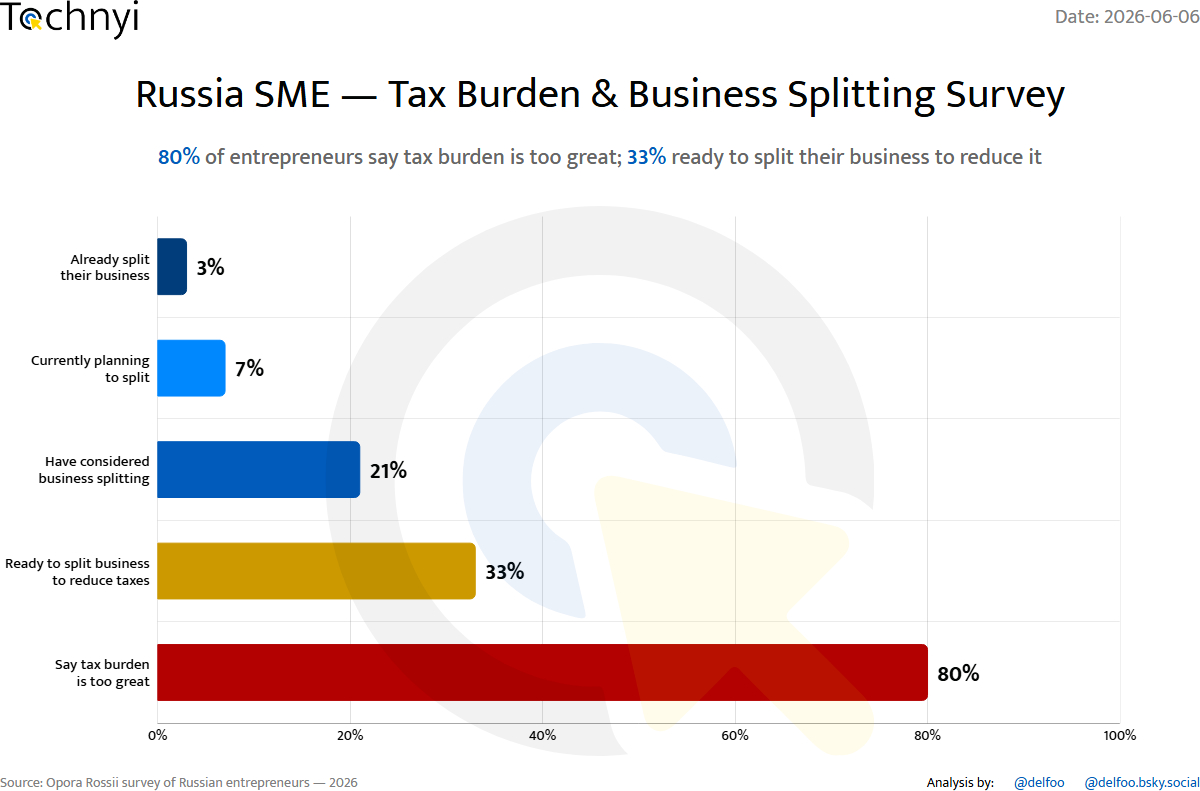 Tochnyi
Date: 2026-06-06
Russia SME — Tax Burden & Business Splitting Survey
80% of entrepreneurs say tax burden is too great; 33% ready to split their business to reduce it
Already split
their business
3%
Currently planning
to split
7%
Have considered
business splitting
21%
Ready to split business
to reduce taxes
33%
Say tax burden
is too great
80%
0%
20%
40%
60%
80%
100%
Source: Opora Rossii survey of Russian entrepreneurs — 2026
Analysis by: @delfoo @delfoo.bsky.social